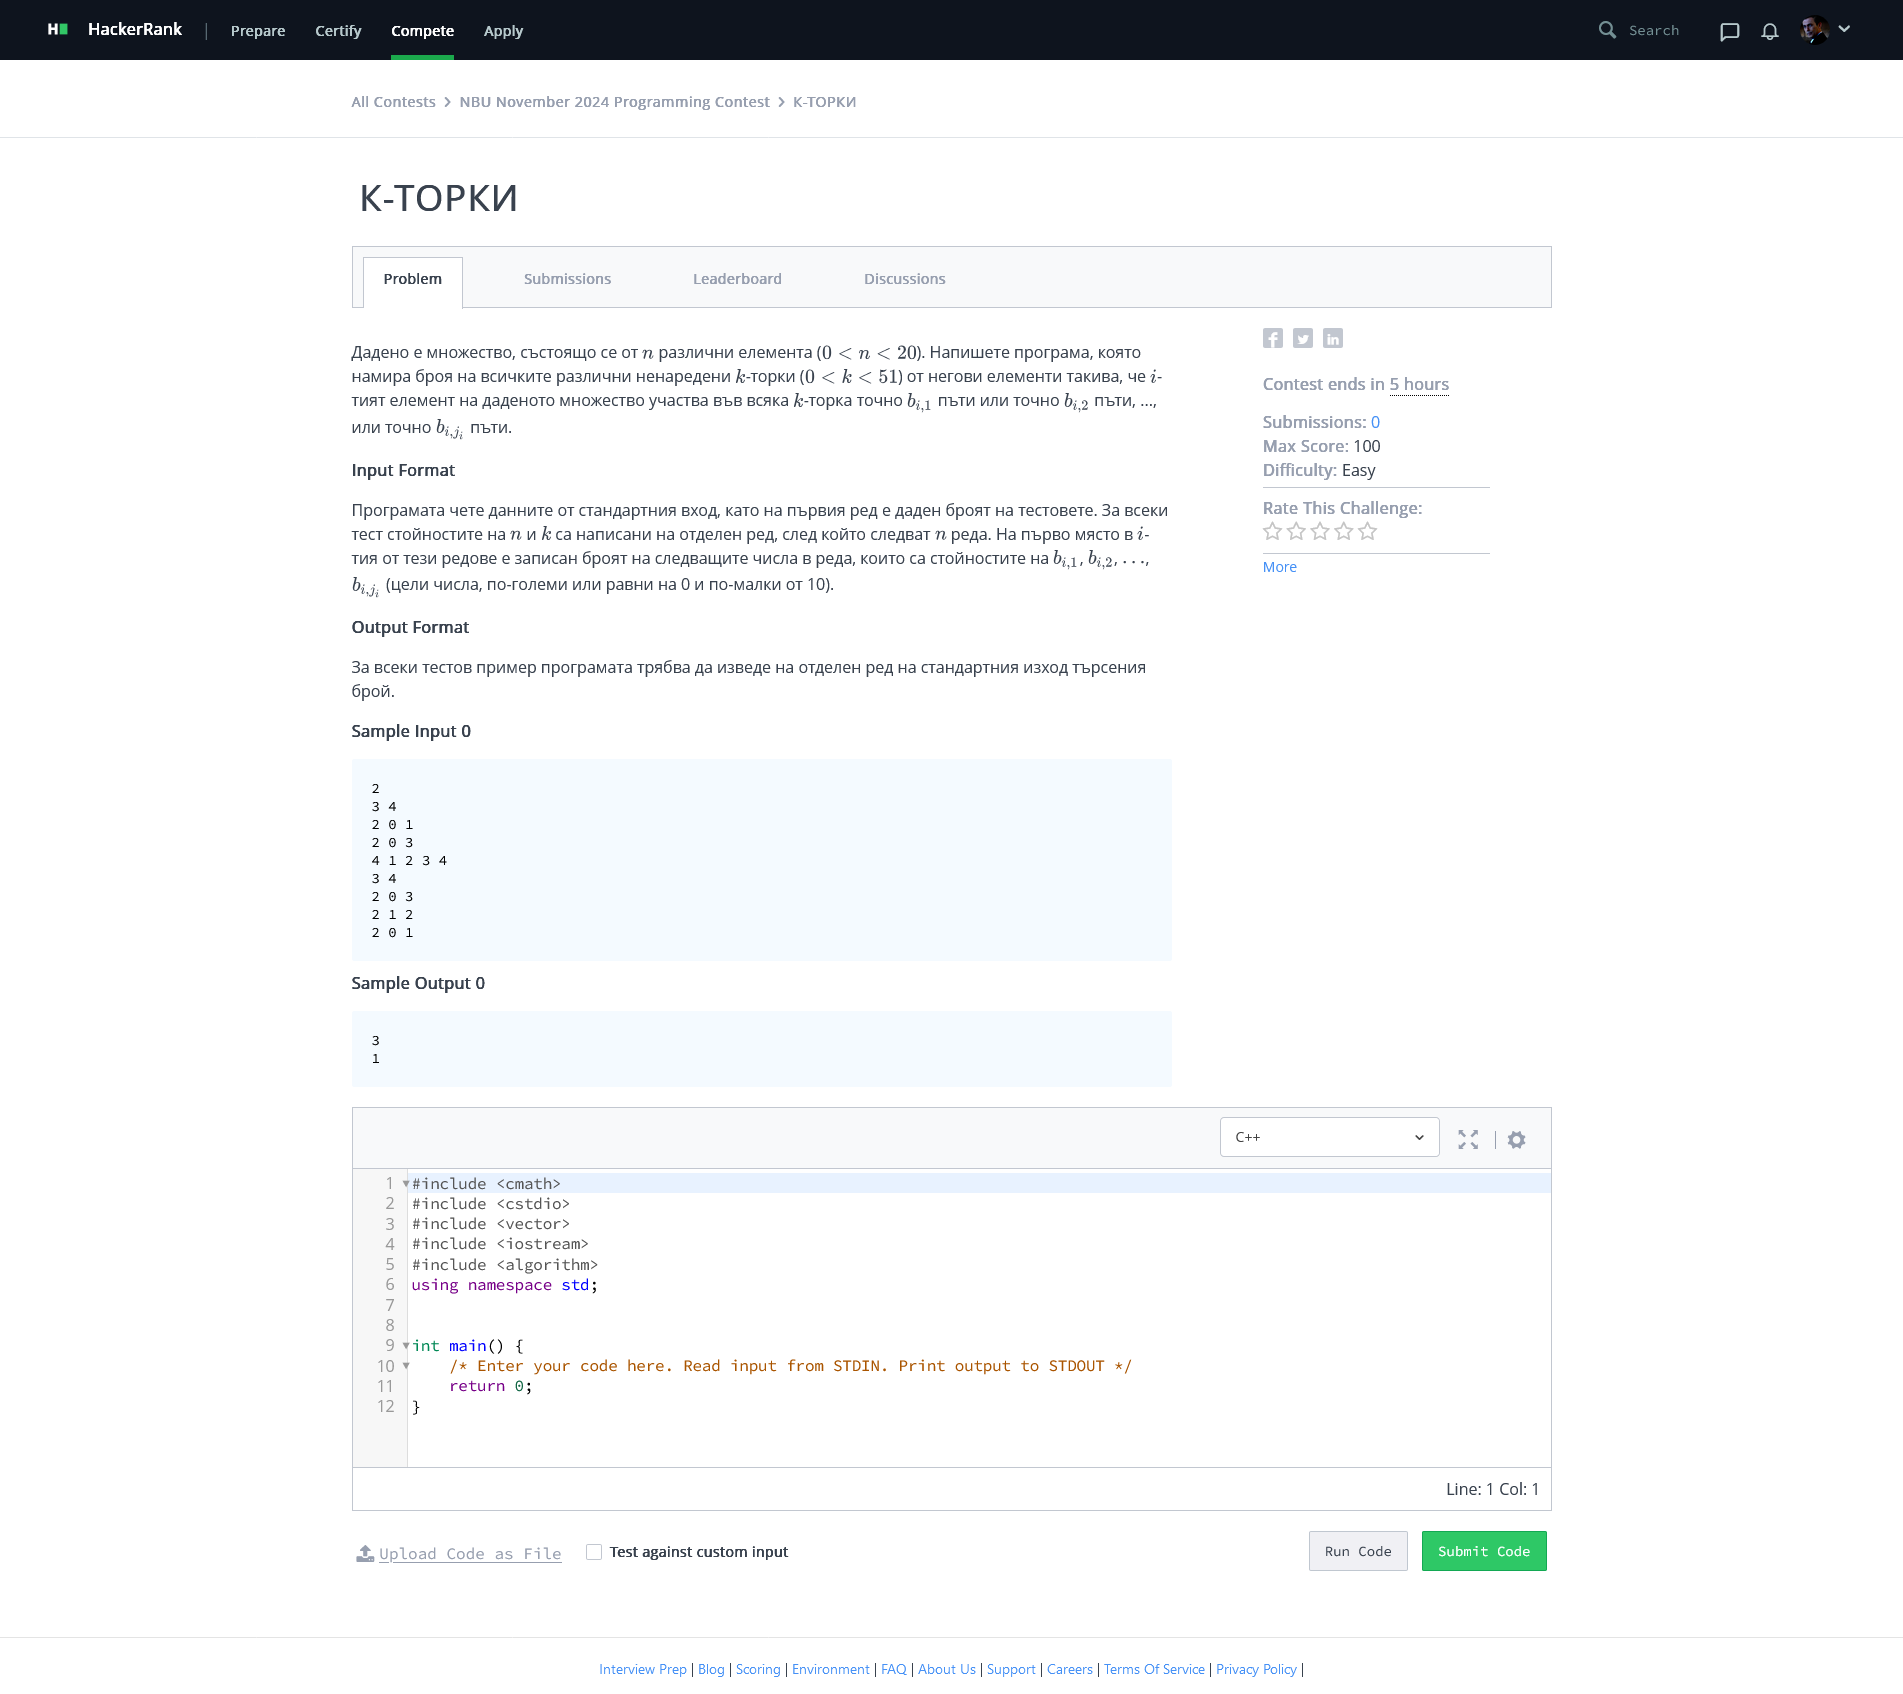 HackerRank | Prepare Certify Compete Apply Search
All Contests > NBU November 2024 Programming Contest > К-ТОРКИ
К-ТОРКИ
Problem Submissions Leaderboard Discussions
Дадено е множество, състоящо се от n различни елемента (0 < n < 20). Напишете програма, която
намира броя на всичките различни ненаредени k-торки (0 < k < 51) от негови елементи такива, че i-
тият елемент на даденото множество участва във всяка k-торка точно b_{i,1} пъти или точно b_{i,2} пъти, ...,
или точно b_{i,j_i} пъти.
Input Format
Програмата чете данните от стандартния вход, като на първия ред е даден броят на тестовете. За всеки
тест стойностите на n и k са написани на отделен ред, след който следват n реда. На първо място в i-
тия от тези редове е записан броят на следващите числа в реда, които са стойностите на b_{i,1}, b_{i,2}, . . .,
b_{i,j_i} (цели числа, по-големи или равни на 0 и по-малки от 10).
Output Format
За всеки тестов пример програмата трябва да изведе на отделен ред на стандартния изход търсения
брой.
Sample Input 0
2
3 4
2 0 1
2 0 3
4 1 2 3 4
3 4
2 0 3
2 1 2
2 0 1
Sample Output 0
3
1
Contest ends in 5 hours
Submissions: 0
Max Score: 100
Difficulty: Easy
Rate This Challenge:
More
C++
1 #include <cmath>
2 #include <cstdio>
3 #include <vector>
4 #include <iostream>
5 #include <algorithm>
6 using namespace std;
7
8
9 int main() {
10 /* Enter your code here. Read input from STDIN. Print output to STDOUT */
11 return 0;
12 }
Line: 1 Col: 1
Upload Code as File Test against custom input Run Code Submit Code
Interview Prep | Blog | Scoring | Environment | FAQ | About Us | Support | Careers | Terms Of Service | Privacy Policy |